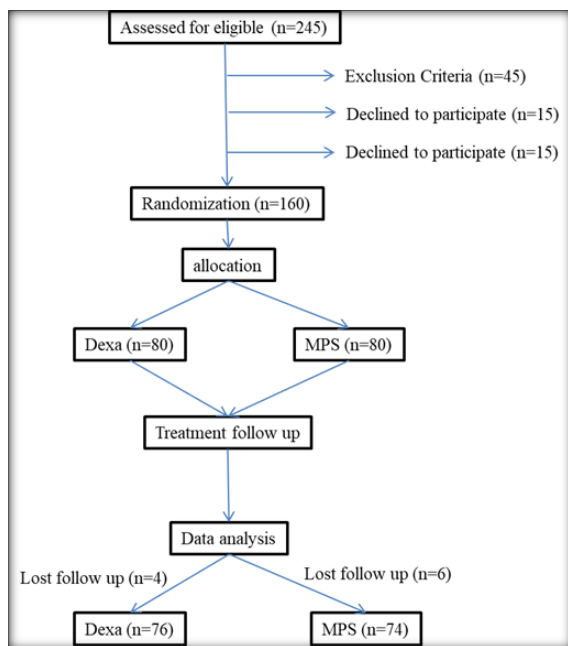 Assessed for eligible (n=245)
Exclusion Criteria (n=45)
Declined to participate (n=15)
Declined to participate (n=15)
Randomization (n=160)
allocation
Dexa (n=80)
MPS (n=80)
Treatment follow up
Data analysis
Lost follow up (n=4)
Lost follow up (n=6)
Dexa (n=76)
MPS (n=74)